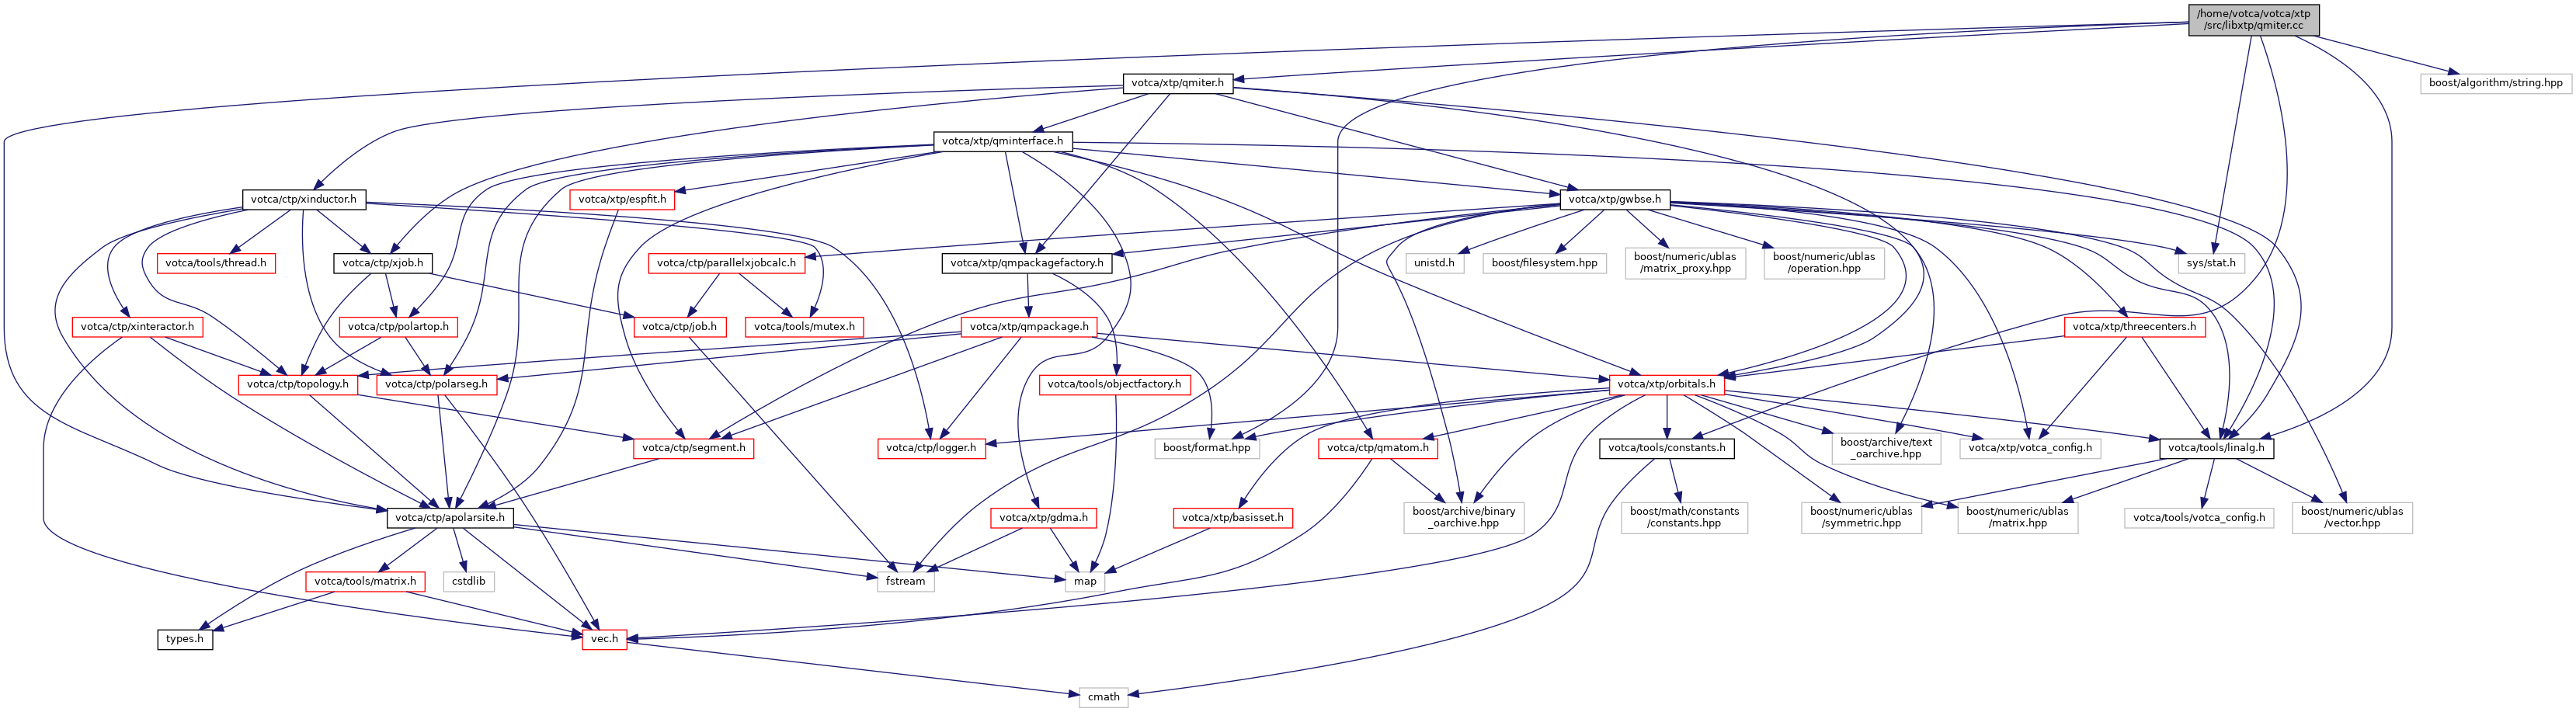 /home/votca/votca/xtp
/src/libxtp/qmiter.cc
votca/xtp/qmiter.h
boost/algorithm/string.hpp
votca/xtp/qminterface.h
votca/ctp/xinductor.h
votca/xtp/espfit.h
votca/xtp/gwbse.h
votca/tools/thread.h
votca/ctp/xjob.h
votca/ctp/parallelxjobcalc.h
votca/xtp/qmpackagefactory.h
unistd.h
boost/filesystem.hpp
boost/numeric/ublas
/matrix_proxy.hpp
boost/numeric/ublas
/operation.hpp
sys/stat.h
votca/ctp/xinteractor.h
votca/ctp/polartop.h
votca/ctp/job.h
votca/tools/mutex.h
votca/xtp/qmpackage.h
votca/xtp/threecenters.h
votca/ctp/topology.h
votca/ctp/polarseg.h
votca/tools/objectfactory.h
votca/xtp/orbitals.h
votca/ctp/segment.h
votca/ctp/logger.h
boost/format.hpp
votca/ctp/qmatom.h
votca/tools/constants.h
boost/archive/text
_oarchive.hpp
votca/xtp/votca_config.h
votca/tools/linalg.h
votca/ctp/apolarsite.h
votca/xtp/gdma.h
votca/xtp/basisset.h
boost/archive/binary
_oarchive.hpp
boost/math/constants
/constants.hpp
boost/numeric/ublas
/symmetric.hpp
boost/numeric/ublas
/matrix.hpp
votca/tools/votca_config.h
boost/numeric/ublas
/vector.hpp
votca/tools/matrix.h
cstdlib
fstream
map
types.h
vec.h
cmath